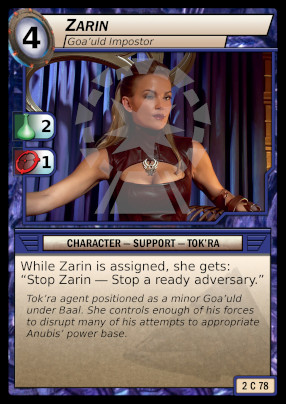 4
ZARIN
Goa'uld Impostor
2
1
CHARACTER — SUPPORT — TOK'RA
While Zarin is assigned, she gets:
“Stop Zarin — Stop a ready adversary.”
Tok'ra agent positioned as a minor Goa'uld
under Baal. She controls enough of his forces
to disrupt many of his attempts to appropriate
Anubis' power base.
2 C 78